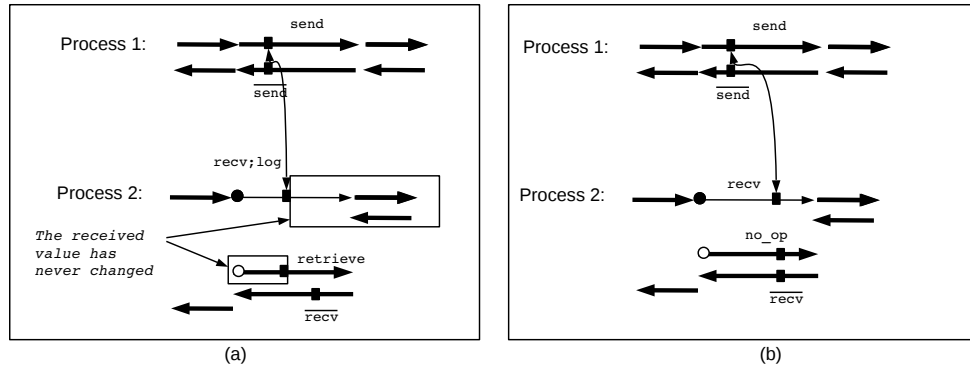 send
Process 1:
send
recv;log
Process 2:
The received
value has
never changed
retrieve
recv
(a)
send
Process 1:
send
recv
Process 2:
no_op
recv
(b)